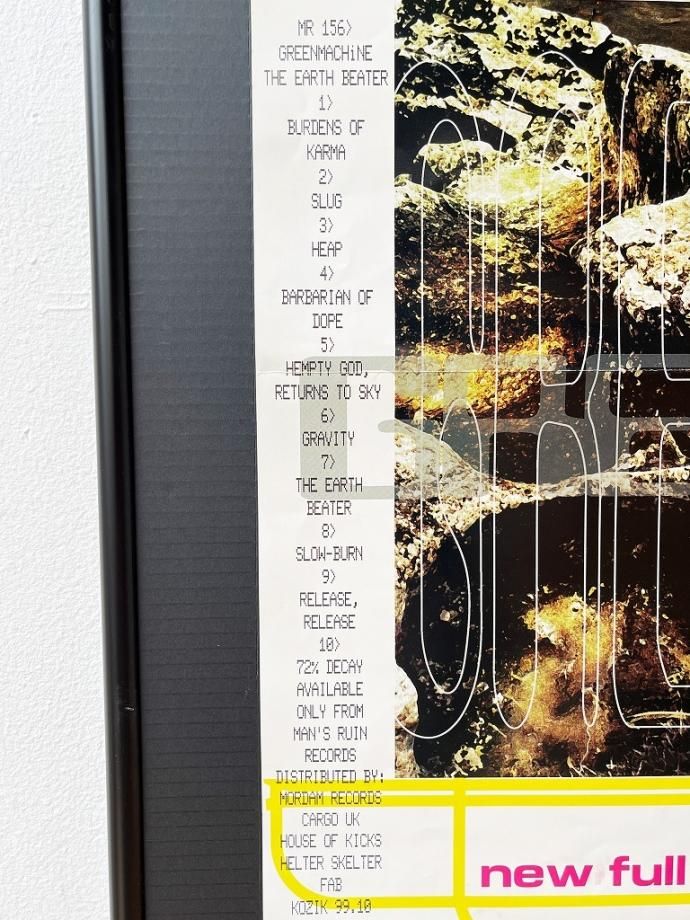 MR 156>
GREENMACHiNE
THE EARTH BEATER
1>
BURDENS OF
KARMA
2>
SLUG
3>
HEAP
4>
BARBARIAN OF
DOPE
5>
HEMPTY GOD,
RETURNS TO SKY
6>
GRAVITY
7>
THE EARTH
BEATER
8>
SLOW-BURN
9>
RELEASE,
RELEASE
10>
72% DECAY
AVAILABLE
ONLY FROM
MAN'S RUIN
RECORDS
DISTRIBUTED BY:
MORDAM RECORDS
CARGO UK
HOUSE OF KICKS
HELTER SKELTER
FAB
KOZIK 99.10
new full